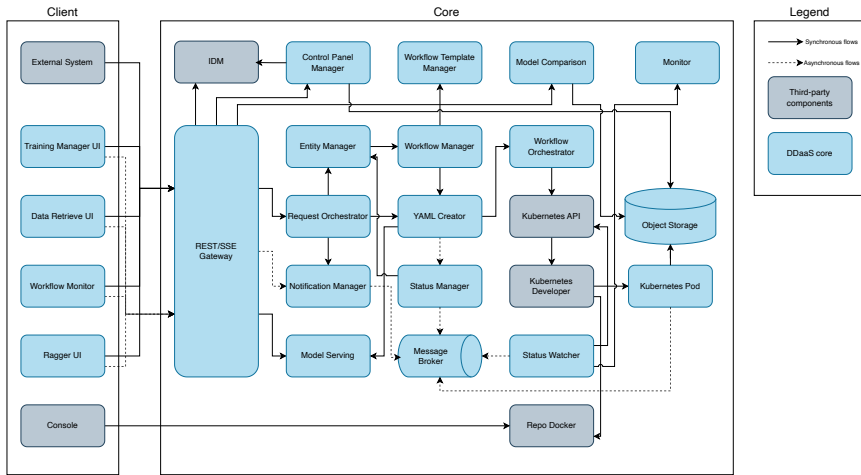 Client
Core
Legend
External System
IDM
Control Panel
Manager
Workflow Template
Manager
Model Comparison
Monitor
Synchronous flows
Asynchronous flows
Third-party
components
Training Manager UI
Entity Manager
Workflow Manager
Workflow
Orchestrator
DDaaS core
Data Retrieve UI
REST/SSE
Gateway
Request Orchestrator
YAML Creator
Kubernetes API
Object Storage
Workflow Monitor
Notification Manager
Status Manager
Kubernetes
Developer
Kubernetes Pod
Ragger UI
Model Serving
Message
Broker
Status Watcher
Console
Repo Docker